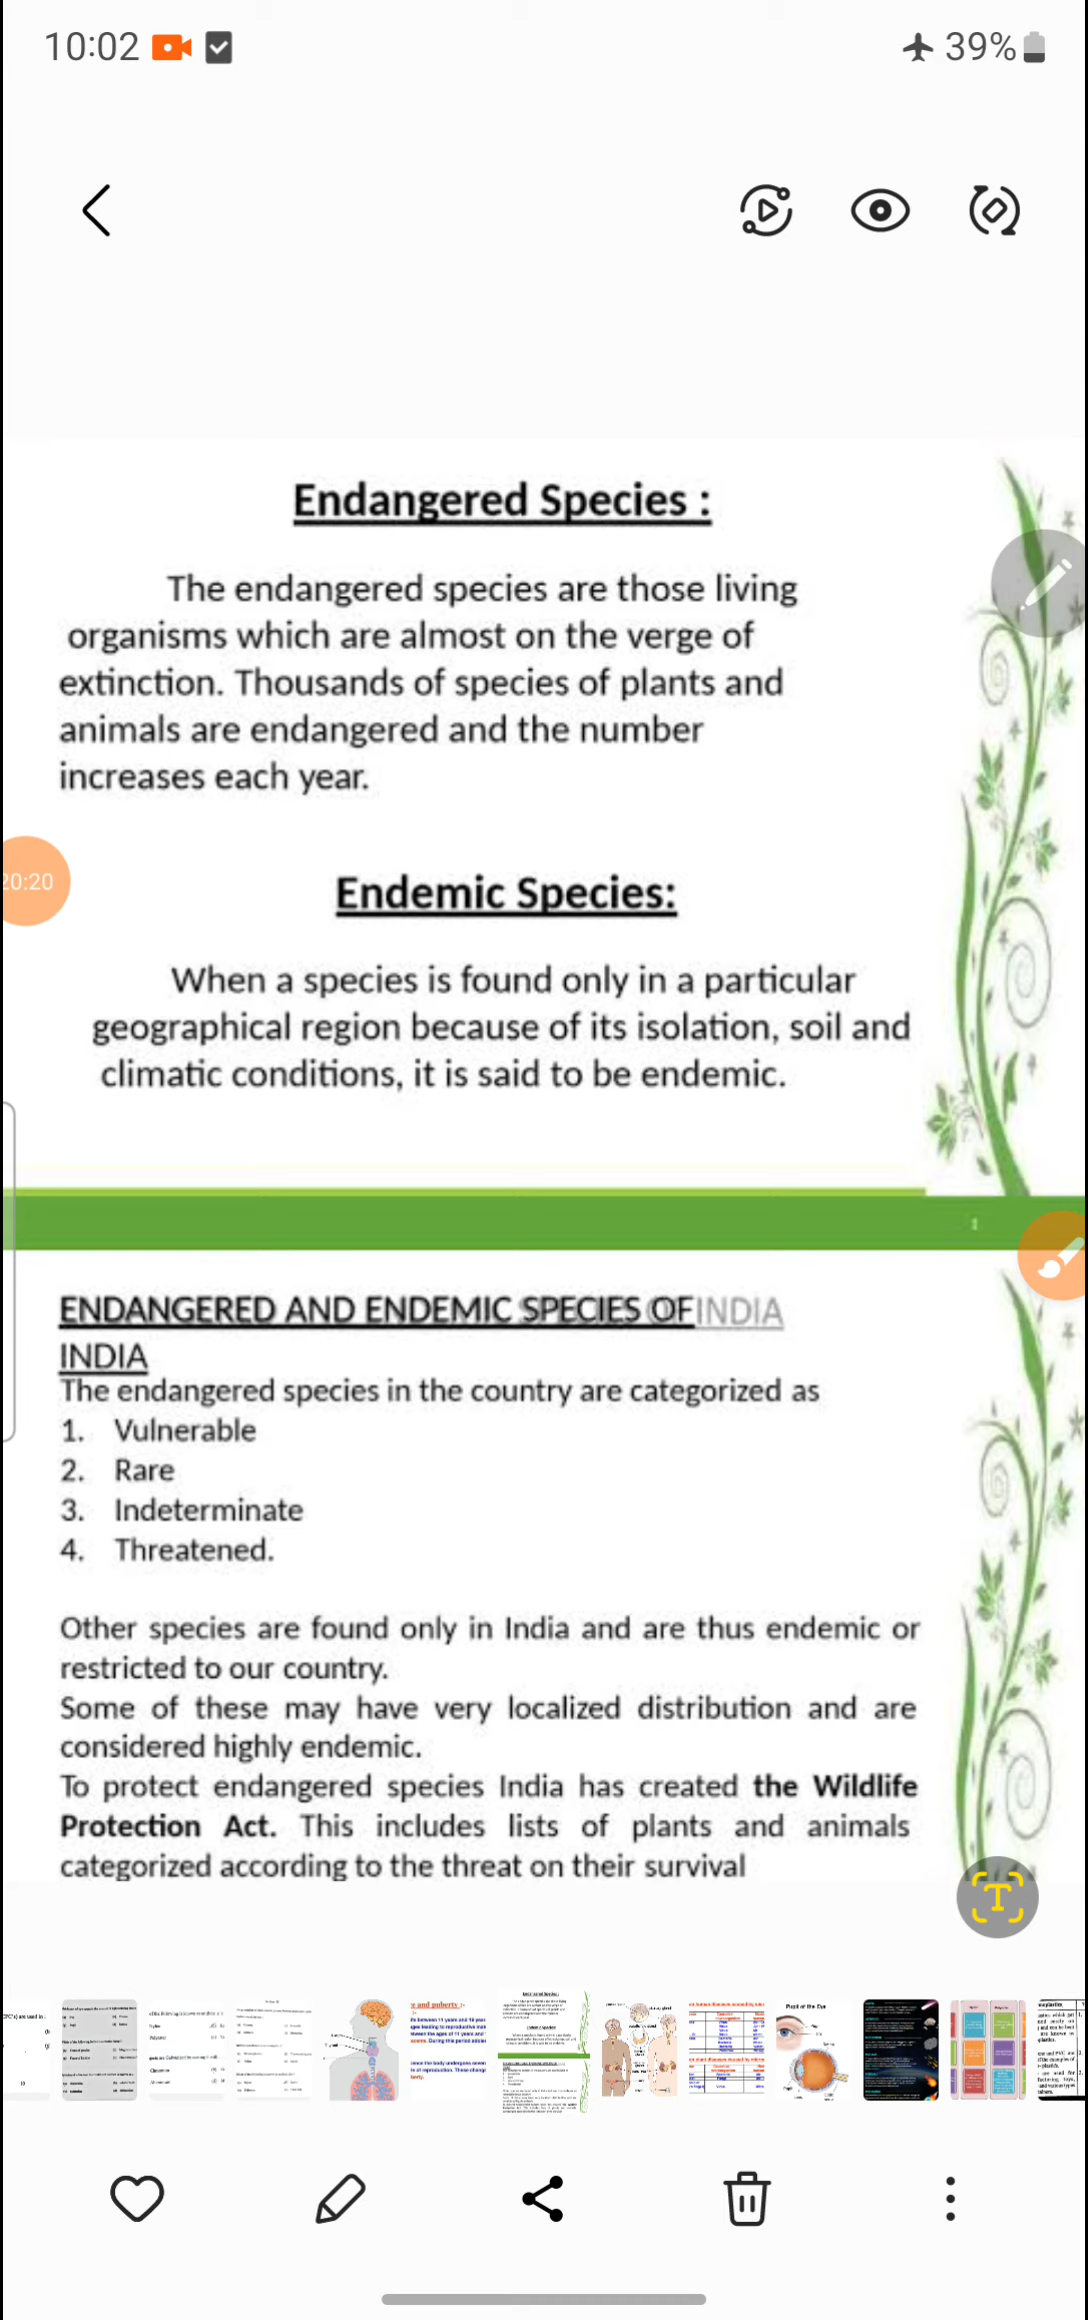 10:02
39%
Endangered Species :
The endangered species are those living
organisms which are almost on the verge of
extinction. Thousands of species of plants and
animals are endangered and the number
increases each year.
20:20
Endemic Species:
When a species is found only in a particular
geographical region because of its isolation, soil and
climatic conditions, it is said to be endemic.
1
ENDANGERED AND ENDEMIC SPECIES OF INDIA
INDIA
The endangered species in the country are categorized as
1. Vulnerable
2. Rare
3. Indeterminate
4. Threatened.
Other species are found only in India and are thus endemic or
restricted to our country.
Some of these may have very localized distribution and are
considered highly endemic.
To protect endangered species India has created the Wildlife
Protection Act. This includes lists of plants and animals
categorized according to the threat on their survival
T
e and puberty :-